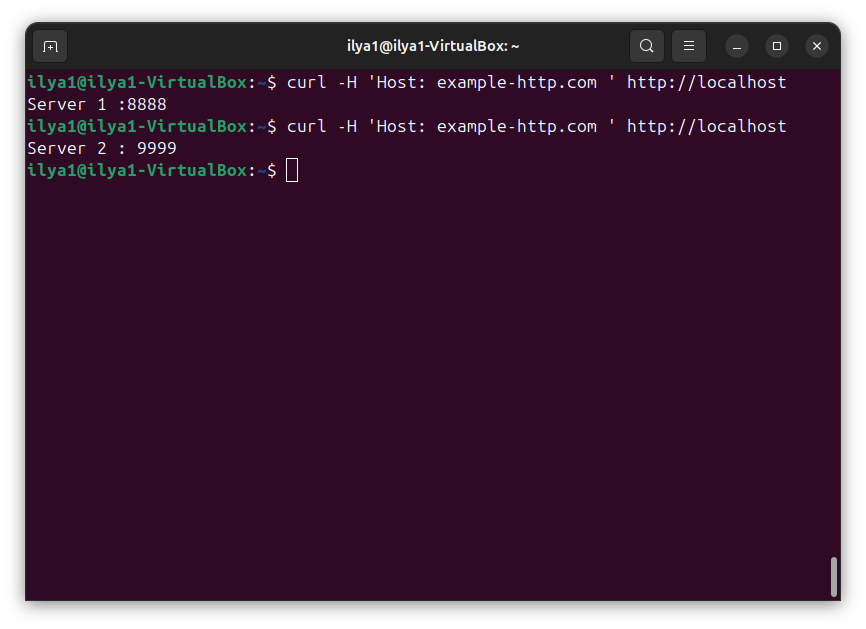 ilya1@ilya1-VirtualBox: ~
ilya1@ilya1-VirtualBox:~$ curl -H 'Host: example-http.com ' http://localhost
Server 1 :8888
ilya1@ilya1-VirtualBox:~$ curl -H 'Host: example-http.com ' http://localhost
Server 2 : 9999
ilya1@ilya1-VirtualBox:~$